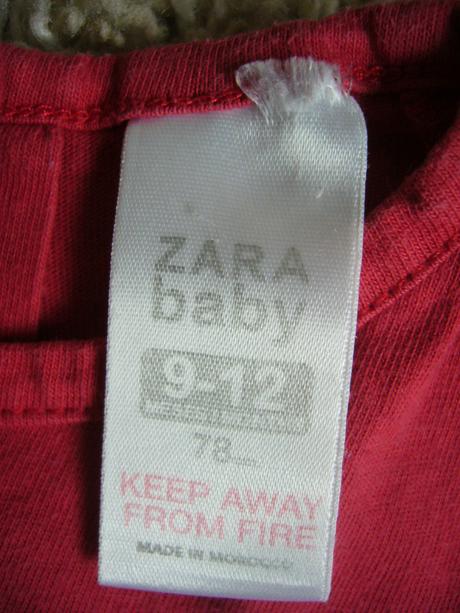 ZARA
baby
9-12
78
KEEP AWAY
FROM FIRE
MADE IN MOROCCO